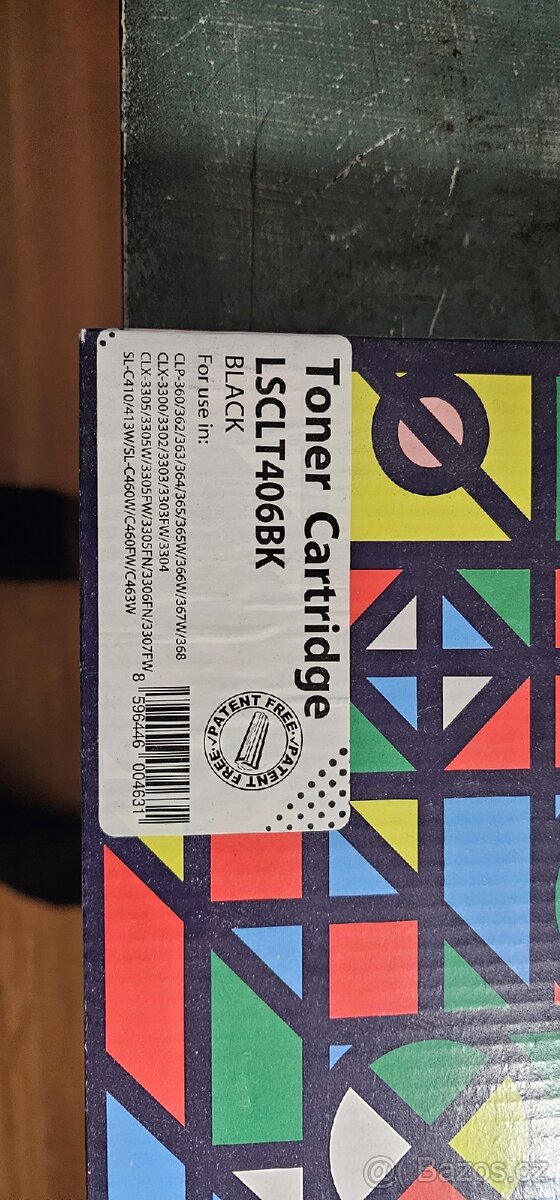 Toner Cartridge
LSCLT406BK
BLACK
For use in:
CLP-360/362/363/364/365/365W/366W/367W/368
CLX-3300/3302/3303/3303FW/3304
CLX-3305/3305W/3305FW/3305FN/3306FN/3307FW
SL-C410/413W/SL-C460W/C460FW/C463W
PATENT FREE
PATENT FREE
8 596446 004631
@ Bazos.cz